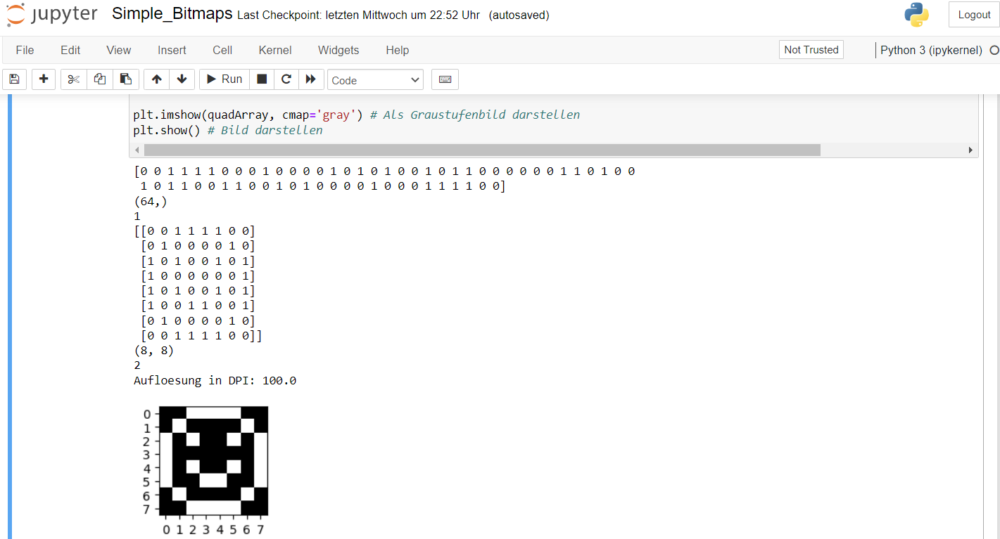 jupyter Simple_Bitmaps Last Checkpoint: letzten Mittwoch um 22:52 Uhr (autosaved) Logout
File Edit View Insert Cell Kernel Widgets Help Not Trusted Python 3 (ipykernel)
Run Code
plt.imshow(quadArray, cmap='gray') # Als Graustufenbild darstellen
plt.show() # Bild darstellen
[0 0 1 1 1 1 0 0 0 1 0 0 0 0 1 0 1 0 1 0 0 1 0 1 1 0 0 0 0 0 0 1 1 0 1 0 0
1 0 1 1 0 0 1 1 0 0 1 0 1 0 0 0 0 1 0 0 0 1 1 1 1 0 0]
(64,)
1
[[0 0 1 1 1 1 0 0]
[0 1 0 0 0 0 1 0]
[1 0 1 0 0 1 0 1]
[1 0 0 0 0 0 0 1]
[1 0 1 0 0 1 0 1]
[1 0 0 1 1 0 0 1]
[0 1 0 0 0 0 1 0]
[0 0 1 1 1 1 0 0]]
(8, 8)
2
Aufloesung in DPI: 100.0
0
1
2
3
4
5
6
7
0 1 2 3 4 5 6 7